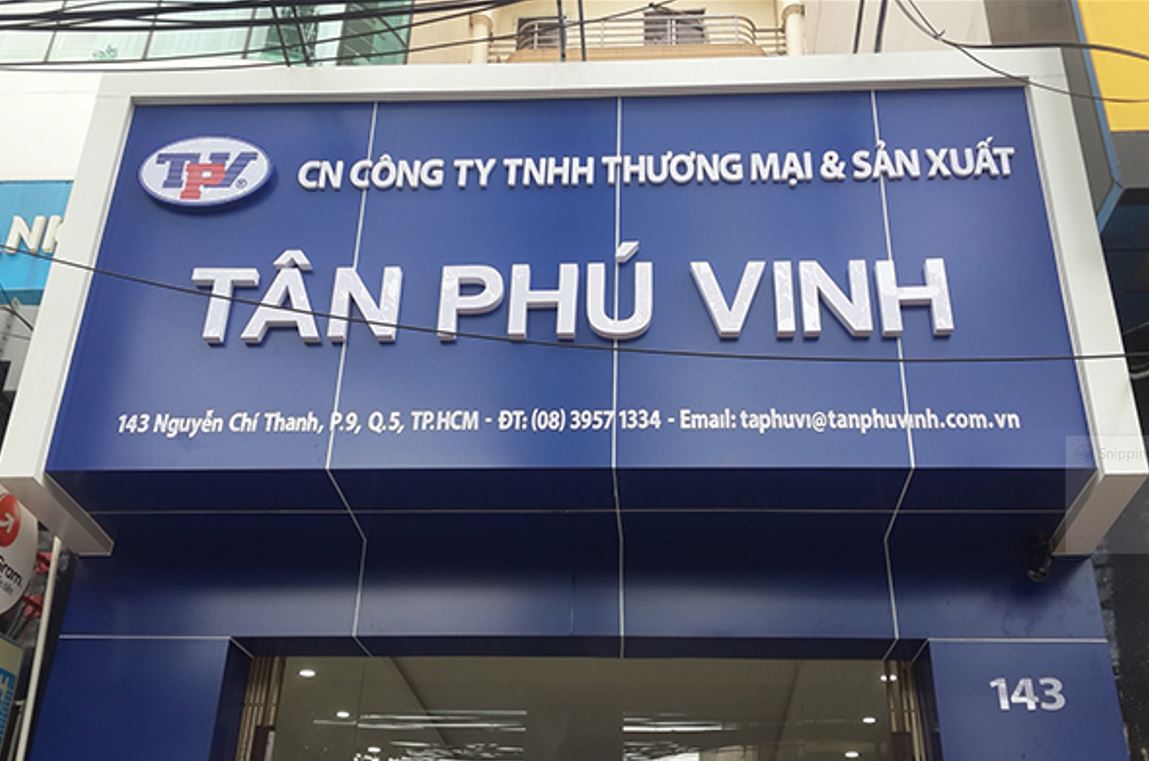 TPV®
CN CÔNG TY TNHH THƯƠNG MẠI & SẢN XUẤT
TÂN PHÚ VINH
143 Nguyễn Chí Thanh, P.9, Q.5, TP.HCM - ĐT: (08) 3957 1334 - Email: taphuvi@tanphuvinh.com.vn
143